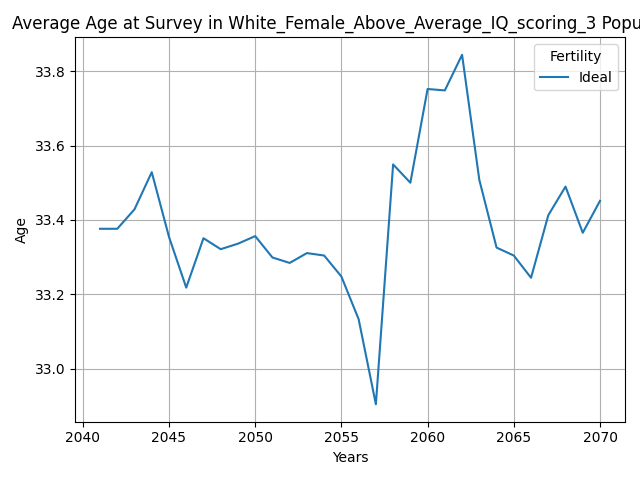 Average Age at Survey in White_Female_Above_Average_IQ_scoring_3 Popu
Fertility
Ideal
33.8
33.6
33.4
33.2
33.0
Age
2040 2045 2050 2055 2060 2065 2070
Years